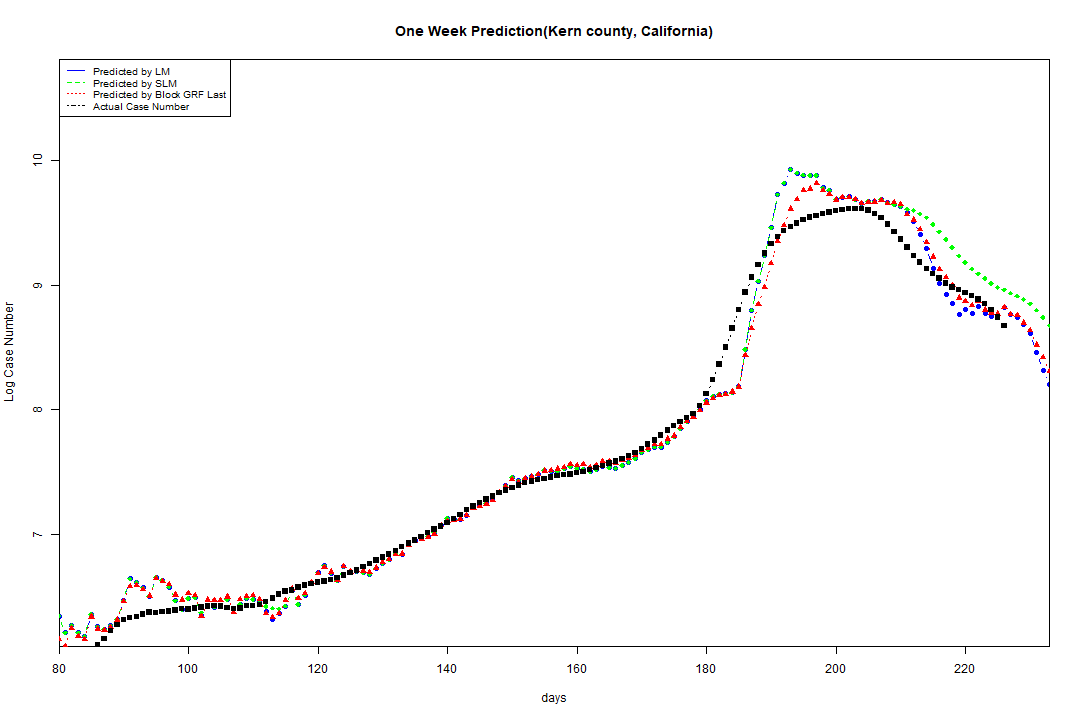 One Week Prediction(Kern county, California)
Predicted by LM
Predicted by SLM
Predicted by Block GRF Last
Actual Case Number
10
9
8
7
Log Case Number
80 100 120 140 160 180 200 220
days